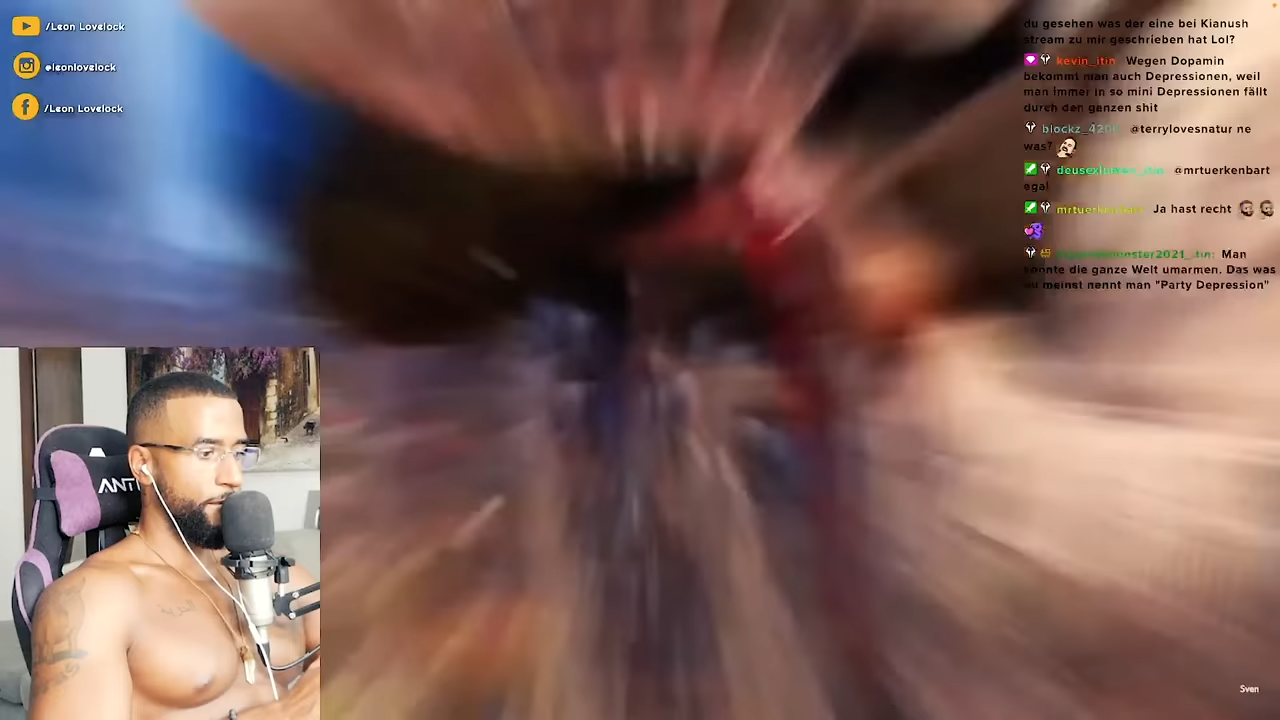 /Leon Lovelock
@leonlovelock
/Leon Lovelock
du gesehen was der eine bei Kianush
stream zu mir geschrieben hat Lol?
kevin_itin Wegen Dopamin
bekommt man auch Depressionen, weil
man immer in so mini Depressionen fällt
durch den ganzen shit
@terrylovesnatur ne
was?
@mrtuerkenbart
egal
Ja hast recht
Man
könnte die ganze Welt umarmen. Das was
du meinst nennt man "Party Depression"
ANT
Sven